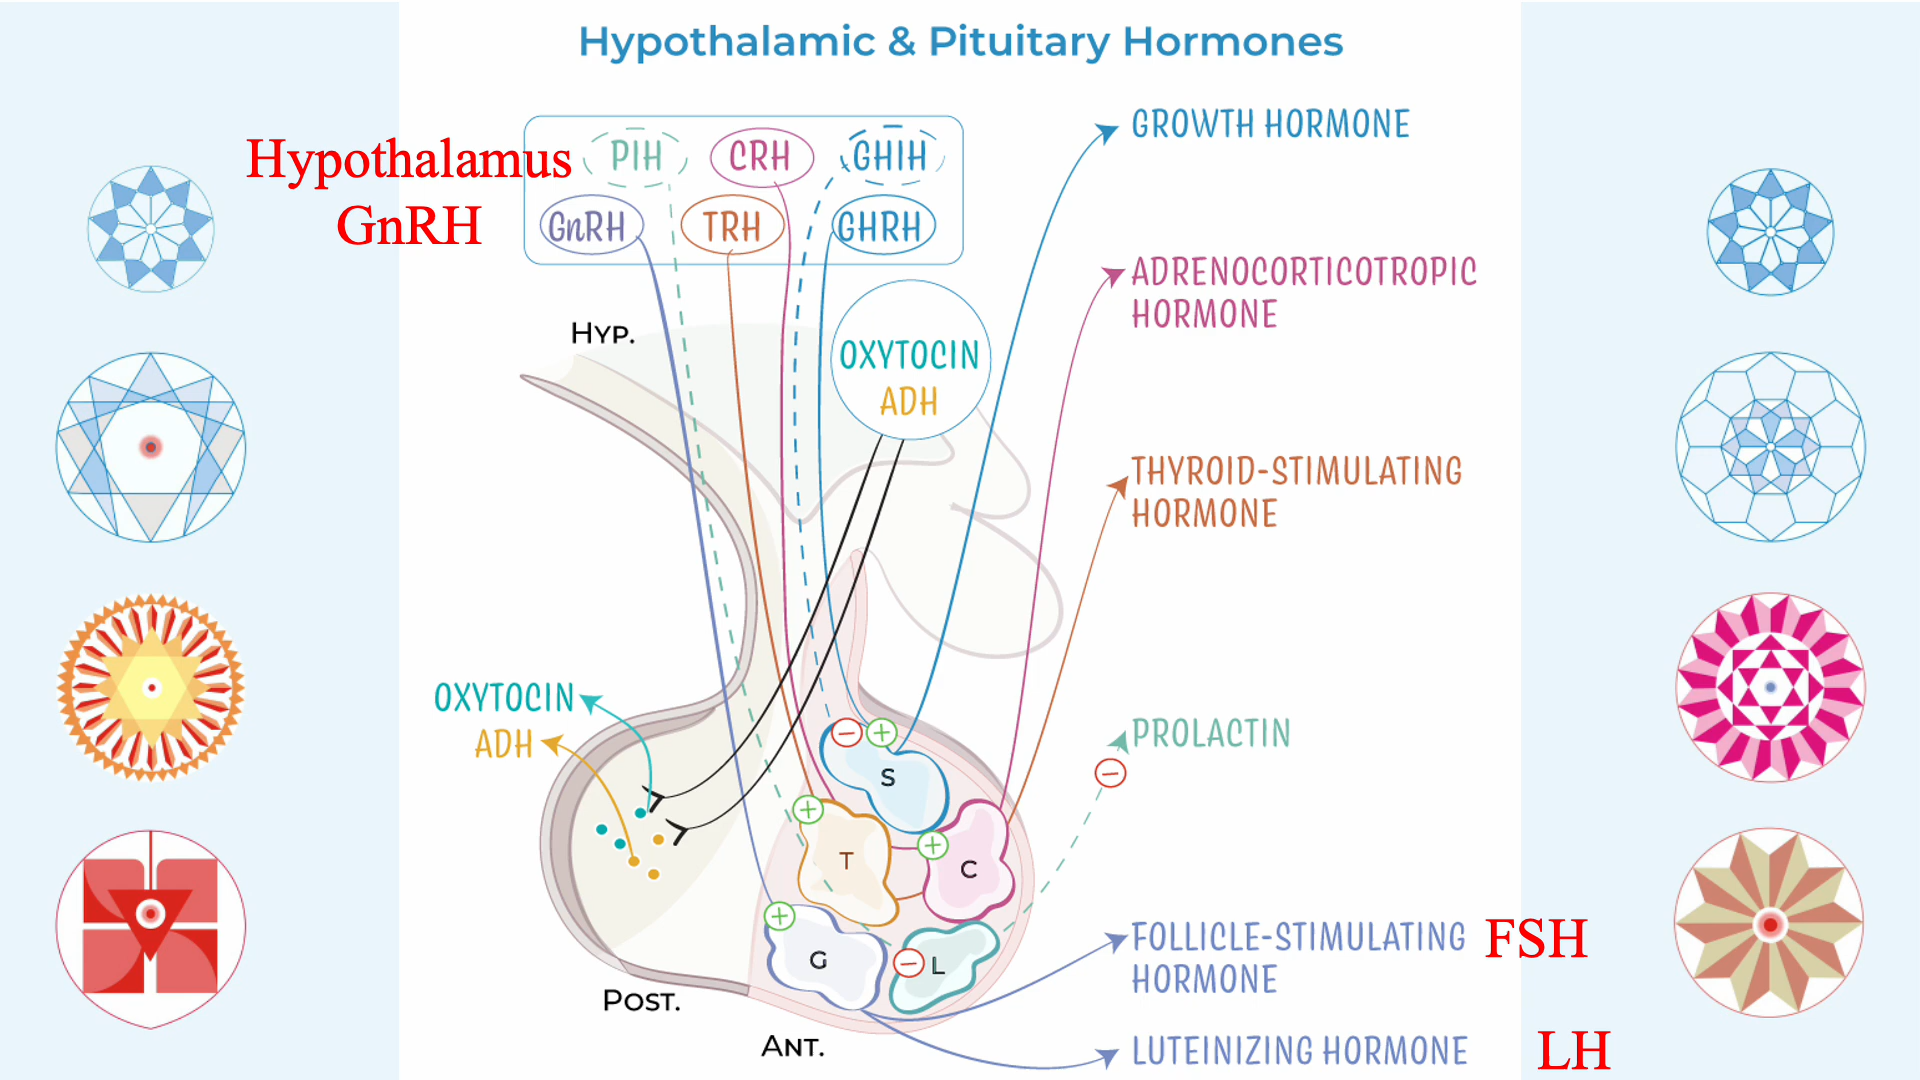 Hypothalamic & Pituitary Hormones
Hypothalamus
GnRH
PIH
CRH
GHIH
GnRH
TRH
GHRH
GROWTH HORMONE
ADRENOCORTICOTROPIC
HORMONE
HYP.
OXYTOCIN
ADH
THYROID-STIMULATING
HORMONE
OXYTOCIN
ADH
PROLACTIN
S
T
C
G
L
FOLLICLE-STIMULATING
HORMONE
FSH
POST.
ANT.
LUTEINIZING HORMONE
LH